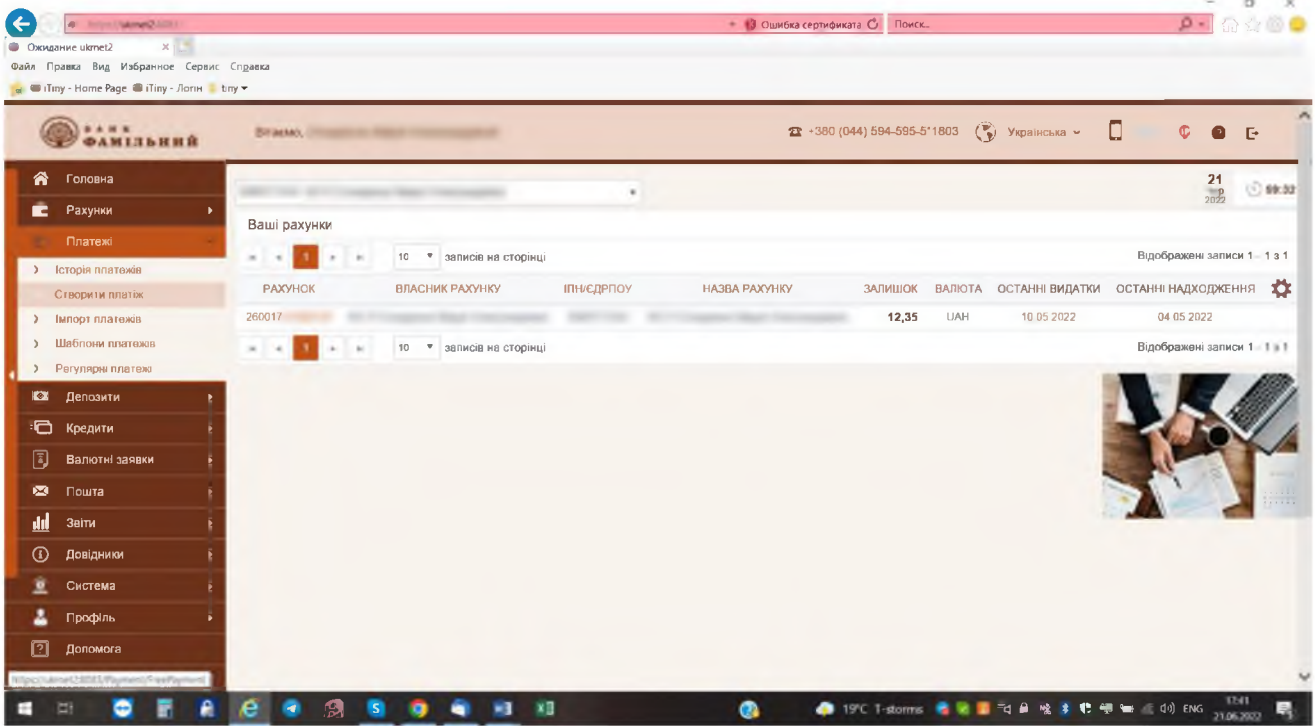 Ошибка сертификата Поиск...
Ожидание ukrnet2
Файл Правка Вид Избранное Сервис Справка
iTiny - Home Page iTiny - Логін tiny
БАНК
ФАМІЛЬНИЙ
Вітаємо,
+380 (044) 594-595-5*1803 Українська
Головна
21
2022
59:32
Рахунки
Ваші рахунки
Платежі
1 10 записів на сторінці Відображені записи 1 - 1 з 1
Історія платежів
РАХУНОК ВЛАСНИК РАХУНКУ ІПН/ЄДРПОУ НАЗВА РАХУНКУ ЗАЛИШОК ВАЛЮТА ОСТАННІ ВИДАТКИ ОСТАННІ НАДХОДЖЕННЯ
Створити платіж
260017 12,35 UAH 10.05.2022 04.05.2022
Імпорт платежів
Шаблони платежів
1 10 записів на сторінці Відображені записи 1 - 1 з 1
Регулярні платежі
Депозити
Кредити
Валютні заявки
Пошта
Звіти
Довідники
Система
Профіль
Допомога
19°C T-storms ENG 17:41
21.06.2022